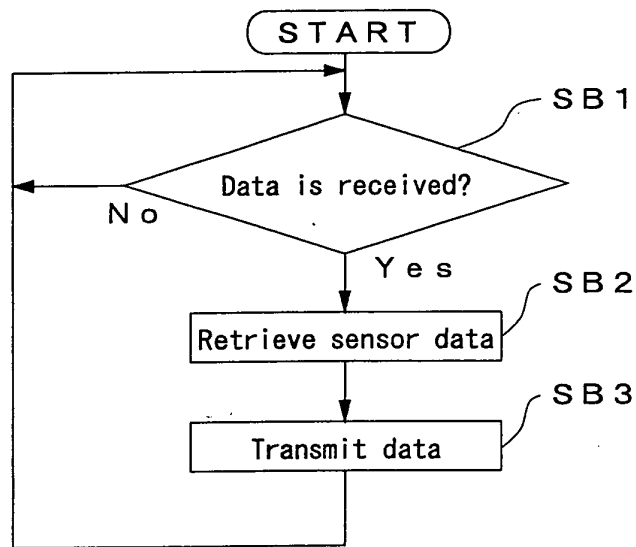 START
SB1
Data is received?
No
Yes
SB2
Retrieve sensor data
SB3
Transmit data